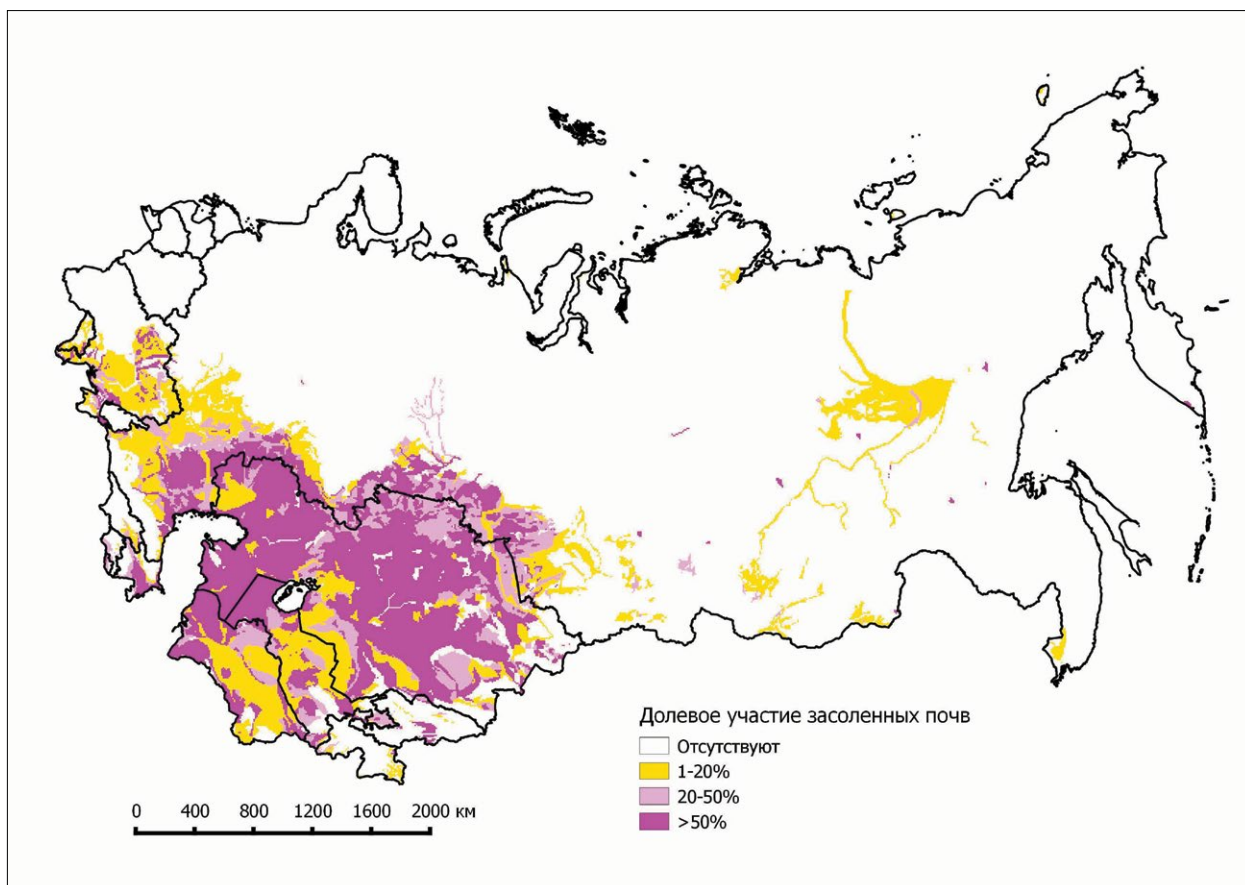 Долевое участие засоленных почв
Отсутствуют
1-20%
20-50%
>50%
0 400 800 1200 1600 2000 км